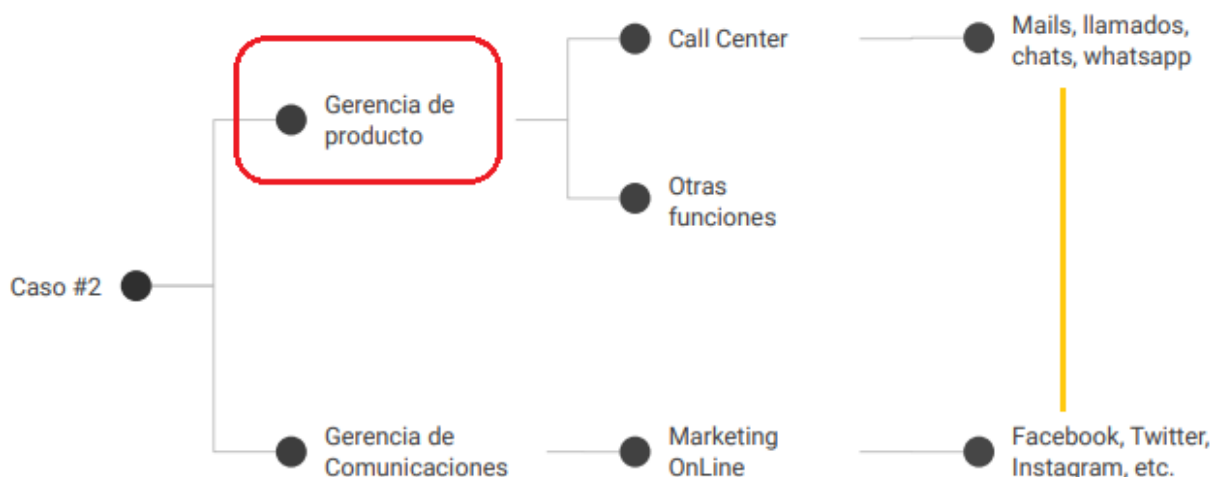 Caso #2
Gerencia de
producto
Call Center
Mails, llamados,
chats, whatsapp
Otras
funciones
Gerencia de
Comunicaciones
Marketing
OnLine
Facebook, Twitter,
Instagram, etc.